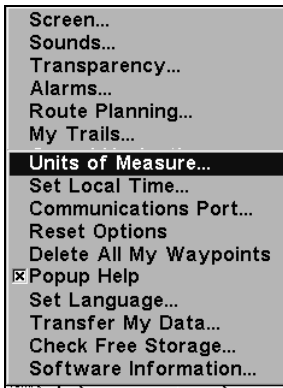 Screen...
Sounds...
Transparency...
Alarms...
Route Planning...
My Trails...
Units of Measure...
Set Local Time...
Communications Port...
Reset Options
Delete All My Waypoints
Popup Help
Set Language...
Transfer My Data...
Check Free Storage...
Software Information...